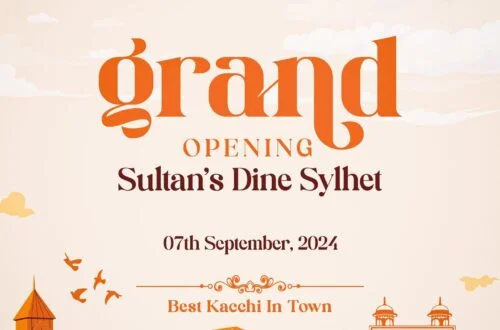 grand
OPENING
Sultan's Dine Sylhet
07th September, 2024
Best Kacchi In Town